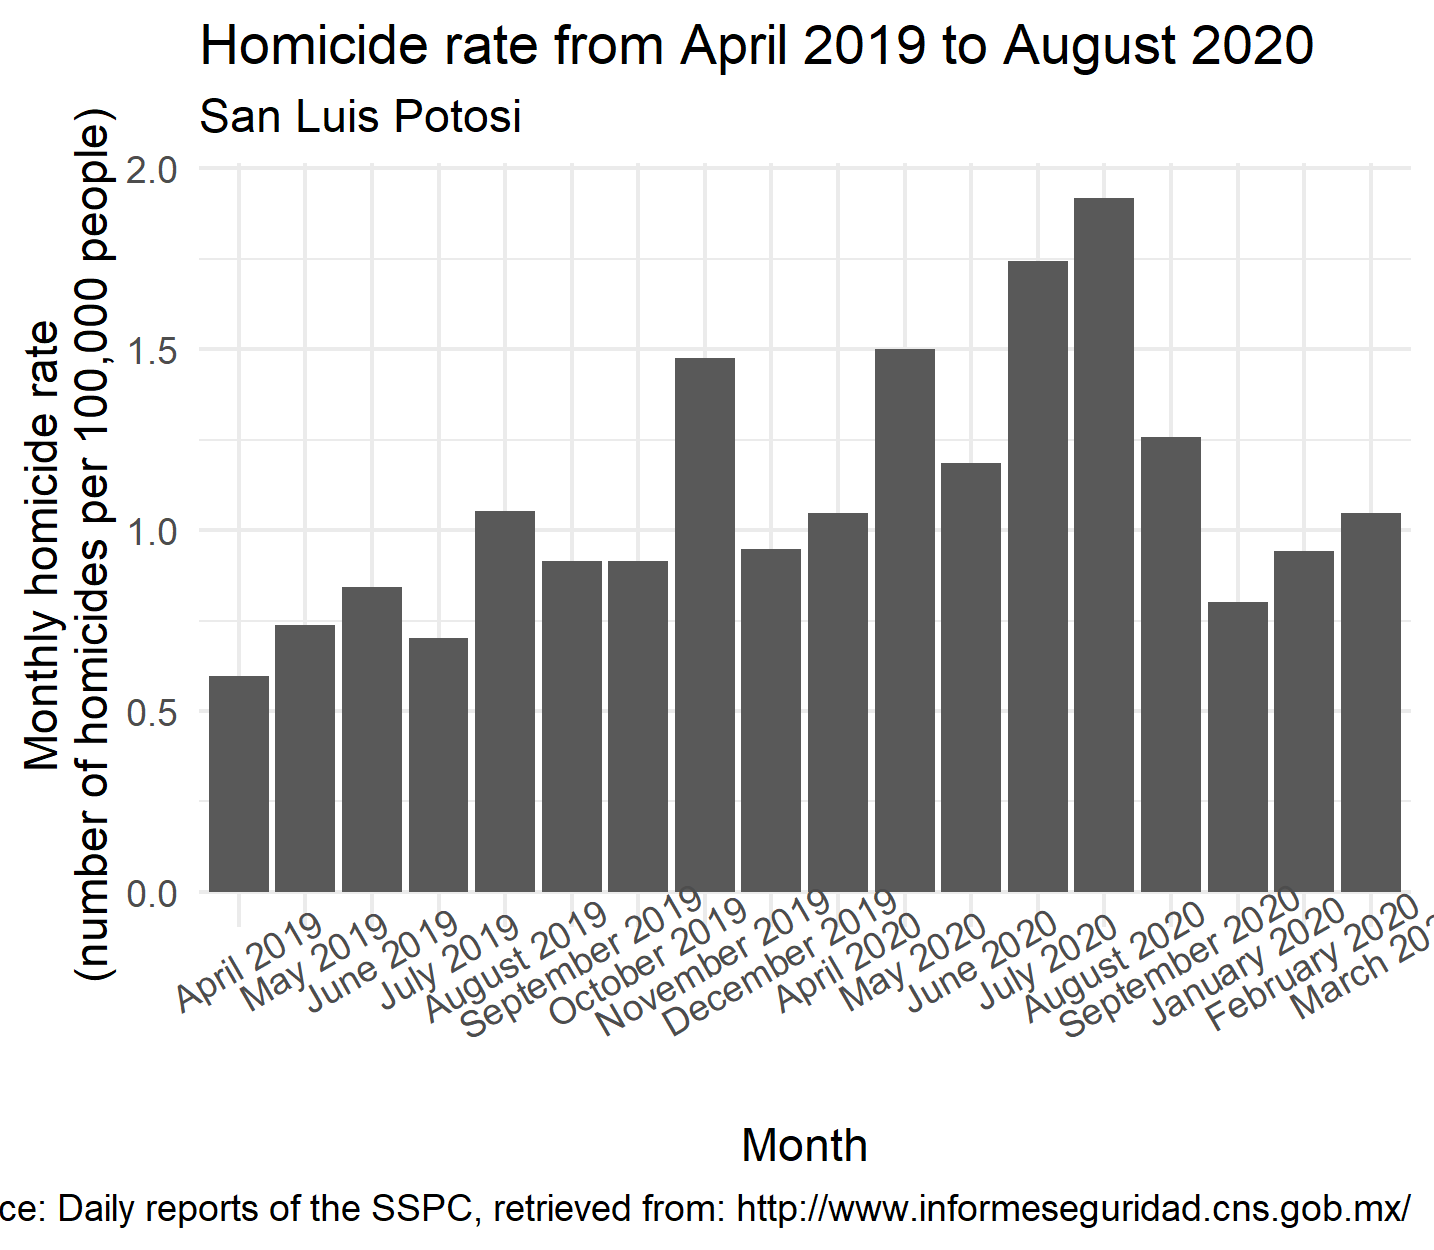 Homicide rate from April 2019 to August 2020
San Luis Potosi
Monthly homicide rate
(number of homicides per 100,000 people)
2.0
1.5
1.0
0.5
0.0
April 2019
May 2019
June 2019
July 2019
August 2019
September 2019
October 2019
November 2019
December 2019
April 2020
May 2020
June 2020
July 2020
August 2020
September 2020
January 2020
February 2020
March 202
Month
ce: Daily reports of the SSPC, retrieved from: http://www.informeseguridad.cns.gob.mx/